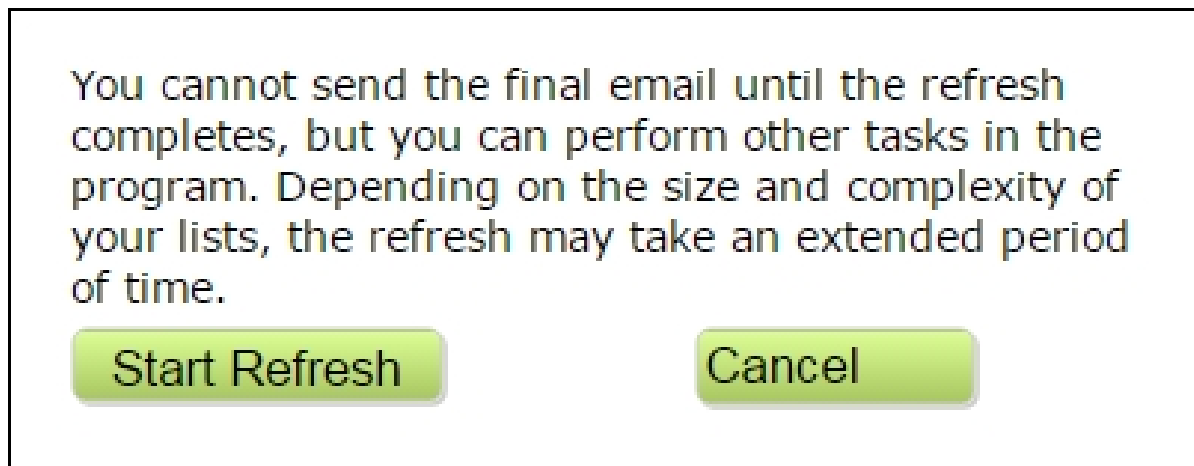 You cannot send the final email until the refresh
completes, but you can perform other tasks in the
program. Depending on the size and complexity of
your lists, the refresh may take an extended period
of time.
Start Refresh
Cancel